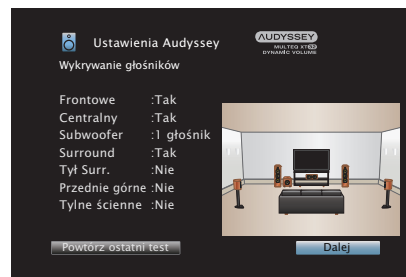 Ustawienia Audyssey
AUDYSSEY
MULTEQ XT32
DYNAMIC VOLUME
Wykrywanie głośników
Frontowe :Tak
Centralny :Tak
Subwoofer :1 głośnik
Surround :Tak
Tył Surr. :Nie
Przednie górne :Nie
Tylne ścienne :Nie
Powtórz ostatni test
Dalej